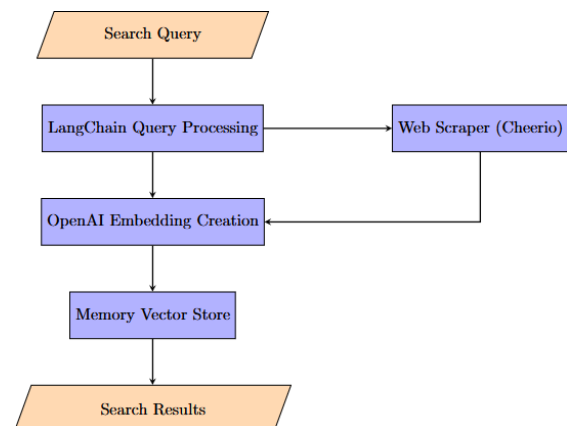 Search Query
LangChain Query Processing
Web Scraper (Cheerio)
OpenAI Embedding Creation
Memory Vector Store
Search Results